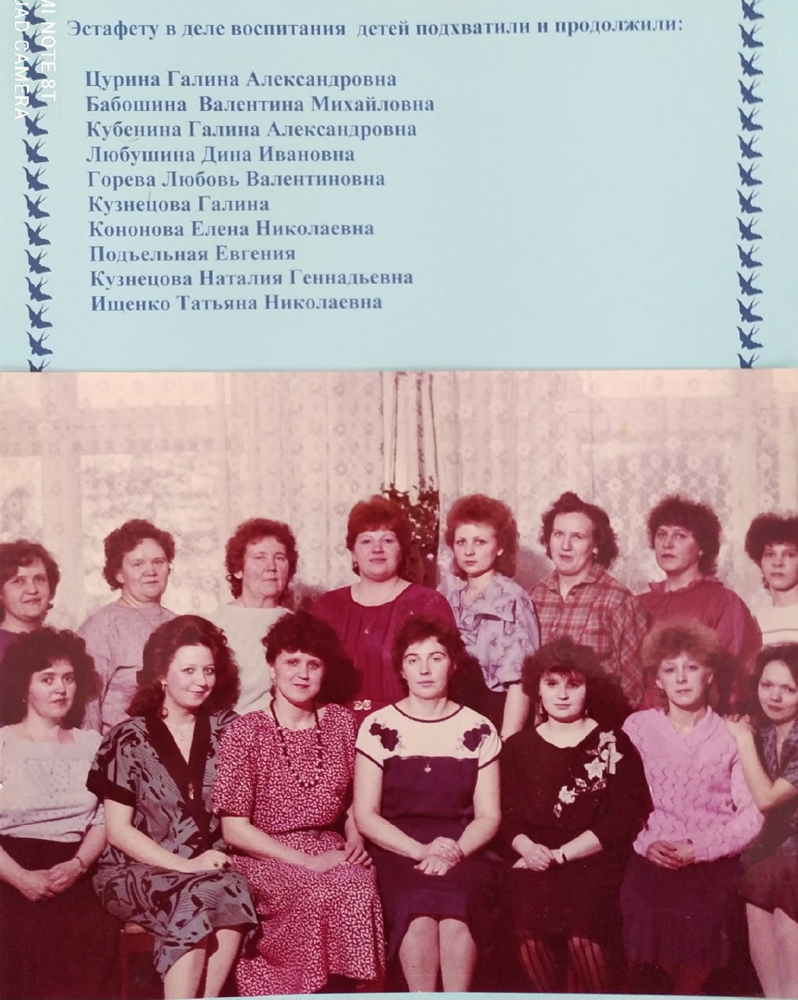 Эстафету в деле воспитания детей подхватили и продолжили:
Цурина Галина Александровна
Бабошина Валентина Михайловна
Кубенина Галина Александровна
Любушина Дина Ивановна
Горева Любовь Валентиновна
Кузнецова Галина
Кононова Елена Николаевна
Подъельная Евгения
Кузнецова Наталия Геннадьевна
Ищенко Татьяна Николаевна
MI NOTE 8T
CAMERA